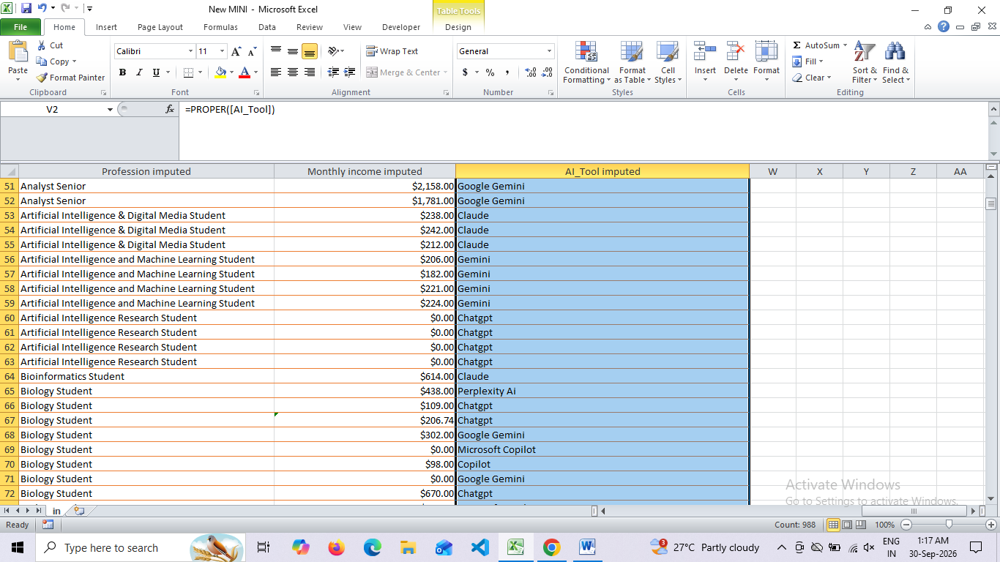 New MINI - Microsoft Excel
Table Tools
File Home Insert Page Layout Formulas Data Review View Developer Design
Paste
Cut
Copy
Format Painter
Clipboard
Calibri 11
B I U
Font
Wrap Text
Merge & Center
Alignment
General
$ % ,
Number
Conditional Formatting
Format as Table
Cell Styles
Styles
Insert Delete Format
Cells
AutoSum
Fill
Clear
Sort & Filter
Find & Select
Editing
V2 fx =PROPER([AI_Tool])
Profession imputed Monthly income imputed AI_Tool imputed W X Y Z AA
51 Analyst Senior $2,158.00 Google Gemini
52 Analyst Senior $1,781.00 Google Gemini
53 Artificial Intelligence & Digital Media Student $238.00 Claude
54 Artificial Intelligence & Digital Media Student $242.00 Claude
55 Artificial Intelligence & Digital Media Student $212.00 Claude
56 Artificial Intelligence and Machine Learning Student $206.00 Gemini
57 Artificial Intelligence and Machine Learning Student $182.00 Gemini
58 Artificial Intelligence and Machine Learning Student $221.00 Gemini
59 Artificial Intelligence and Machine Learning Student $224.00 Gemini
60 Artificial Intelligence Research Student $0.00 Chatgpt
61 Artificial Intelligence Research Student $0.00 Chatgpt
62 Artificial Intelligence Research Student $0.00 Chatgpt
63 Artificial Intelligence Research Student $0.00 Chatgpt
64 Bioinformatics Student $614.00 Claude
65 Biology Student $438.00 Perplexity Ai
66 Biology Student $109.00 Chatgpt
67 Biology Student $206.74 Chatgpt
68 Biology Student $302.00 Google Gemini
69 Biology Student $0.00 Microsoft Copilot
70 Biology Student $98.00 Copilot
71 Biology Student $0.00 Google Gemini
72 Biology Student $670.00 Chatgpt
Activate Windows
Go to Settings to activate Windows.
in
Ready Count: 988 100%
Type here to search 3 27°C Partly cloudy ENG IN 1:17 AM 30-Sep-2026